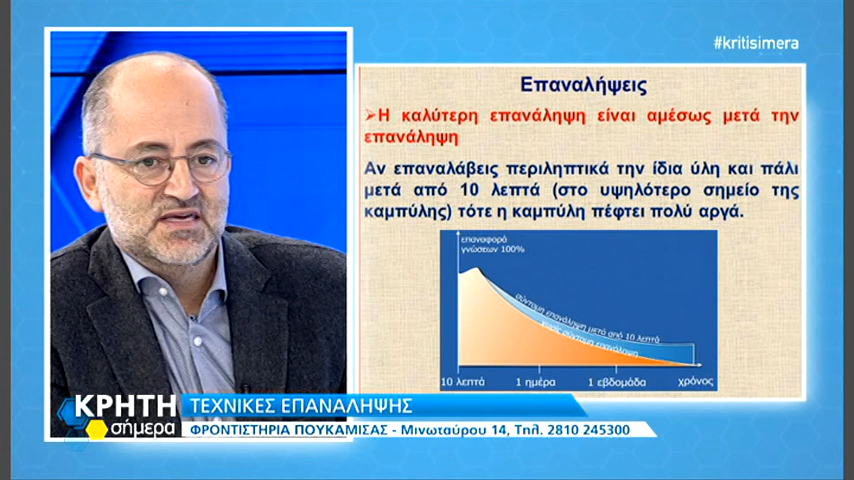 #kritisimera
Επαναλήψεις
➢Η καλύτερη επανάληψη είναι αμέσως μετά την
επανάληψη
Αν επαναλάβεις περιληπτικά την ίδια ύλη και πάλι
μετά από 10 λεπτά (στο υψηλότερο σημείο της
καμπύλης) τότε η καμπύλη πέφτει πολύ αργά.
επαναφορά
γνώσεων 100%
σύντομη επανάληψη μετά από 10 λεπτά
χωρίς σύντομη επανάληψη
10 λεπτά
1 ημέρα
1 εβδομάδα
χρόνος
ΚΡΗΤΗ
σήμερα
ΤΕΧΝΙΚΕΣ ΕΠΑΝΑΛΗΨΗΣ
ΦΡΟΝΤΙΣΤΗΡΙΑ ΠΟΥΚΑΜΙΣΑΣ - Μινωταύρου 14, Τηλ. 2810 245300